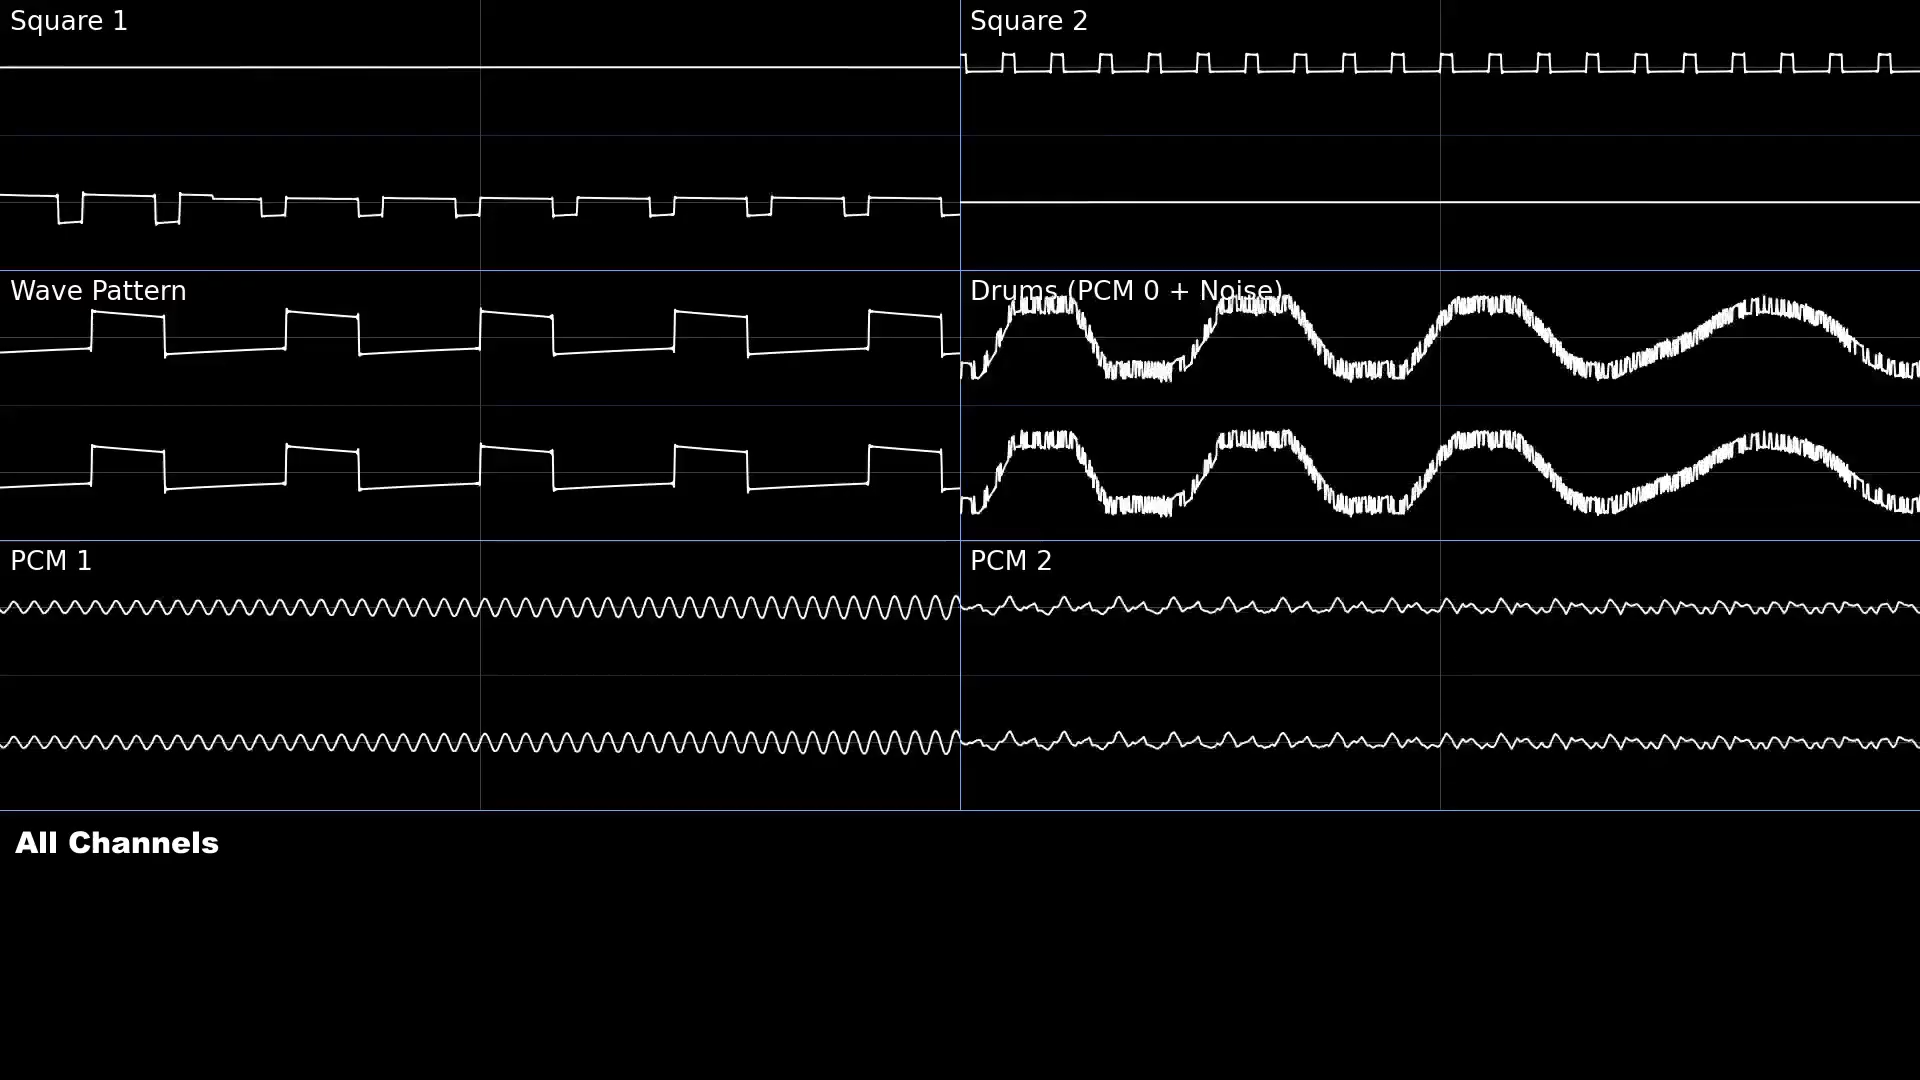 Square 1
Square 2
Wave Pattern
Drums (PCM 0 + Noise)
PCM 1
PCM 2
All Channels